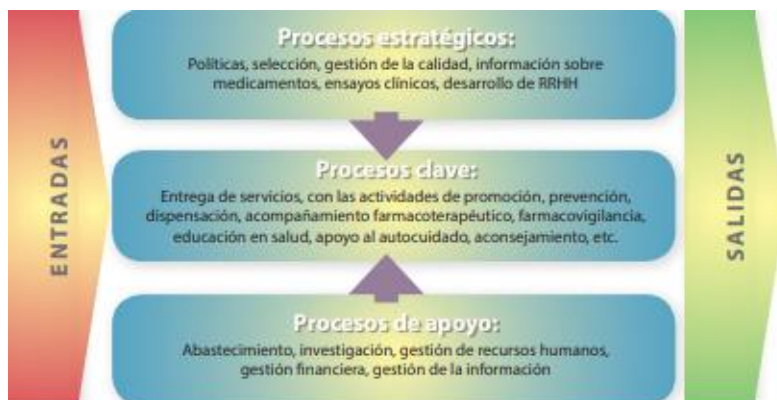 Procesos estratégicos:
Políticas, selección, gestión de la calidad, información sobre
medicamentos, ensayos clínicos, desarrollo de RRHH
ENTRADAS
Procesos clave:
Entrega de servicios, con las actividades de promoción, prevención,
dispensación, acompañamiento farmacoterapéutico, farmacovigilancia,
educación en salud, apoyo al autocuidado, aconsejamiento, etc.
SALIDAS
Procesos de apoyo:
Abastecimiento, investigación, gestión de recursos humanos,
gestión financiera, gestión de la información